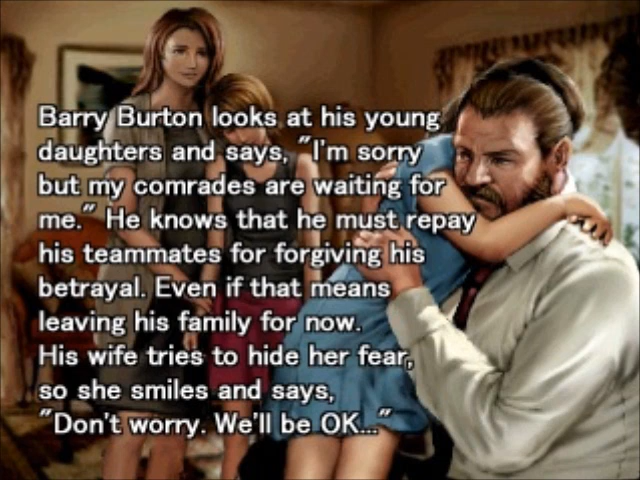 Barry Burton looks at his young
daughters and says, "I'm sorry
but my comrades are waiting for
me." He knows that he must repay
his teammates for forgiving his
betrayal. Even if that means
leaving his family for now.
His wife tries to hide her fear,
so she smiles and says,
"Don't worry. We'll be OK..."